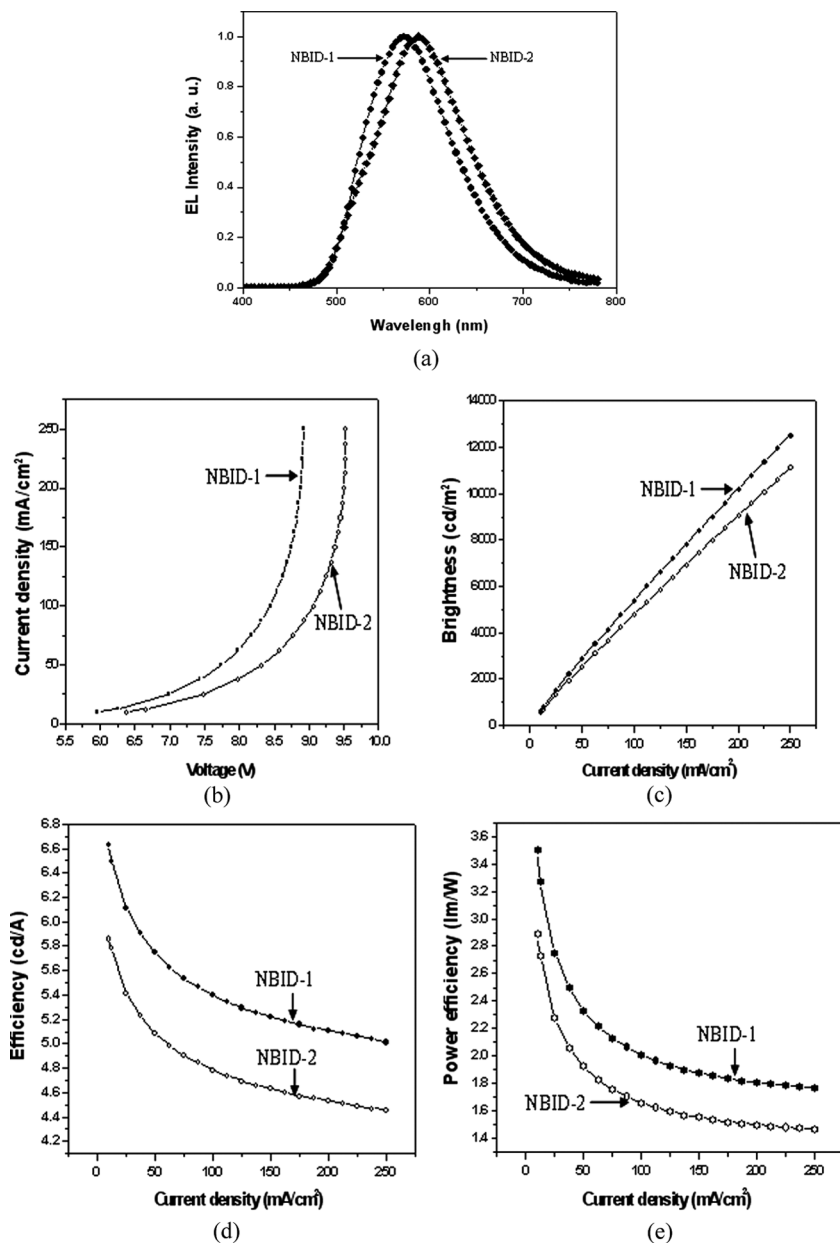 NBID-1
NBID-2
1.0
0.8
0.6
0.4
0.2
0.0
EL Intensity (a. u.)
400 500 600 700 800
Wavelengh (nm)
(a)
250
200
150
100
50
0
Current density (mA/cm²)
NBID-1
NBID-2
5.5 6.0 6.5 7.0 7.5 8.0 8.5 9.0 9.5 10.0
Voltage (V)
(b)
14000
12000
10000
8000
6000
4000
2000
0
Brightness (cd/m²)
NBID-1
NBID-2
0 50 100 150 200 250
Current density (mA/cm²)
(c)
6.8
6.6
6.4
6.2
6.0
5.8
5.6
5.4
5.2
5.0
4.8
4.6
4.4
4.2
Efficiency (cd/A)
NBID-1
NBID-2
0 50 100 150 200 250
Current density (mA/cm²)
(d)
3.6
3.4
3.2
3.0
2.8
2.6
2.4
2.2
2.0
1.8
1.6
1.4
Power efficiency (lm/W)
NBID-1
NBID-2
0 50 100 150 200 250
Current density (mA/cm²)
(e)